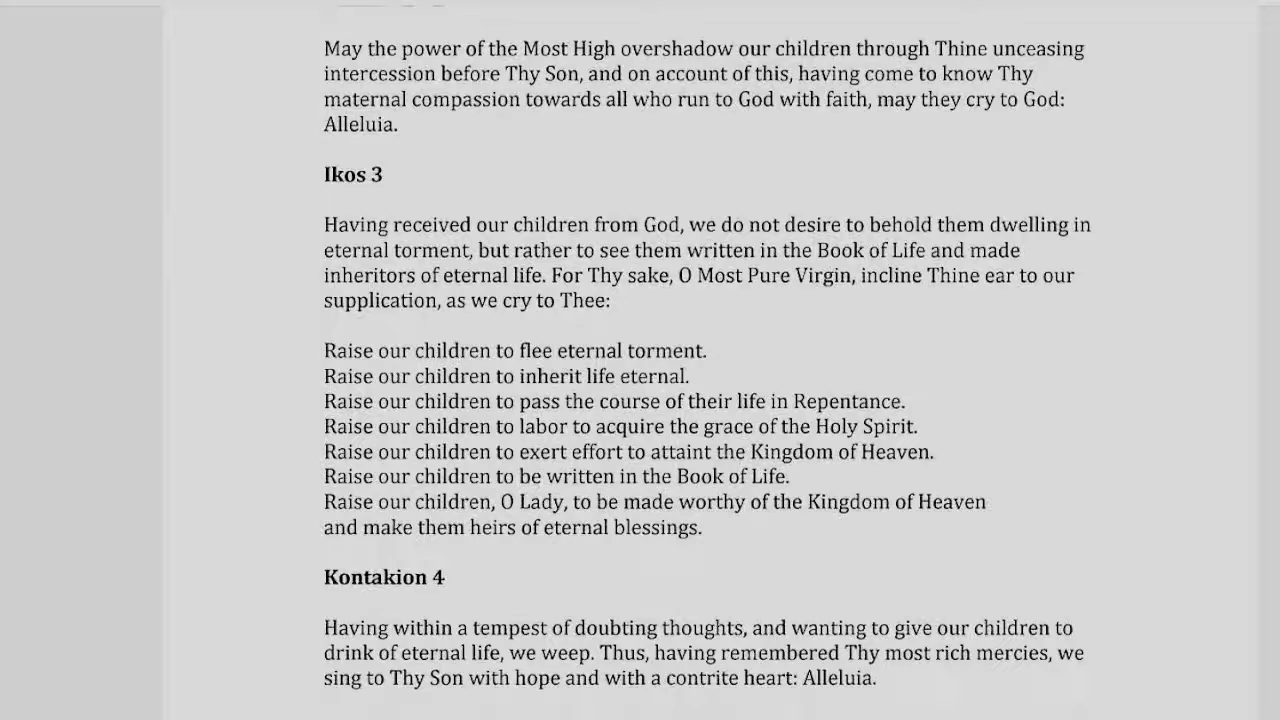 May the power of the Most High overshadow our children through Thine unceasing
intercession before Thy Son, and on account of this, having come to know Thy
maternal compassion towards all who run to God with faith, may they cry to God:
Alleluia.
Ikos 3
Having received our children from God, we do not desire to behold them dwelling in
eternal torment, but rather to see them written in the Book of Life and made
inheritors of eternal life. For Thy sake, O Most Pure Virgin, incline Thine ear to our
supplication, as we cry to Thee:
Raise our children to flee eternal torment.
Raise our children to inherit life eternal.
Raise our children to pass the course of their life in Repentance.
Raise our children to labor to acquire the grace of the Holy Spirit.
Raise our children to exert effort to attaint the Kingdom of Heaven.
Raise our children to be written in the Book of Life.
Raise our children, O Lady, to be made worthy of the Kingdom of Heaven
and make them heirs of eternal blessings.
Kontakion 4
Having within a tempest of doubting thoughts, and wanting to give our children to
drink of eternal life, we weep. Thus, having remembered Thy most rich mercies, we
sing to Thy Son with hope and with a contrite heart: Alleluia.